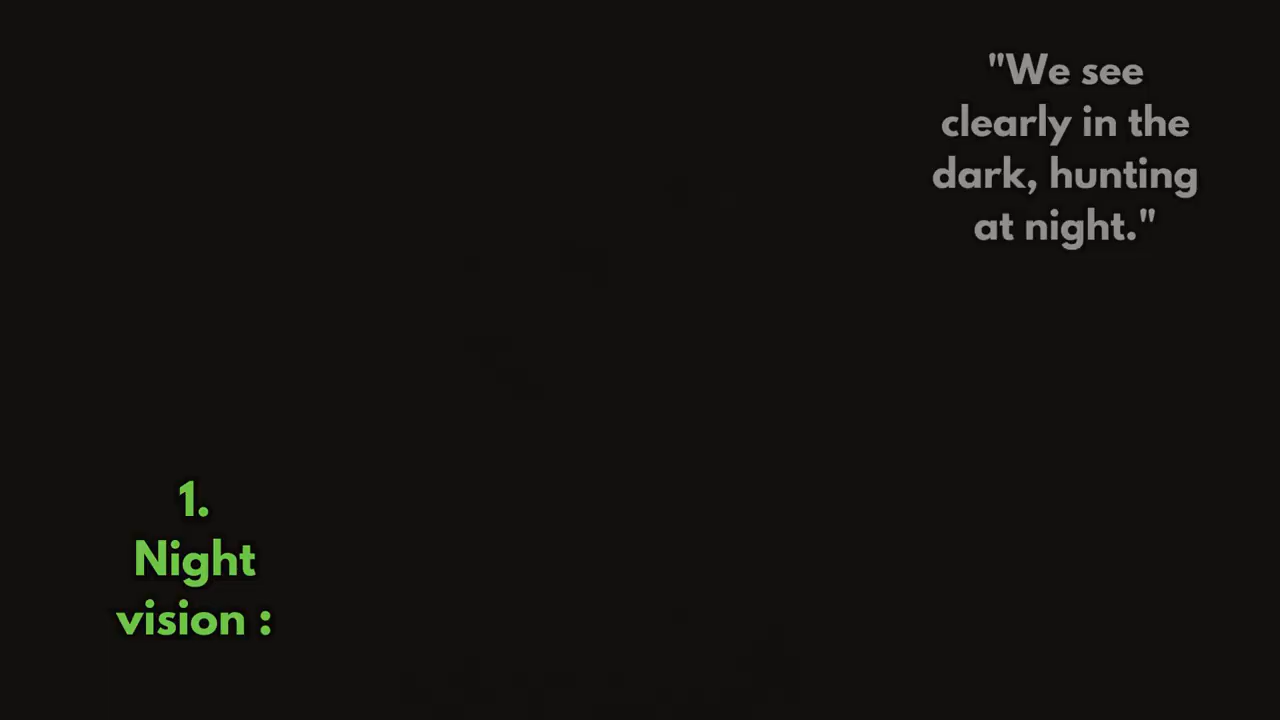 "We see
clearly in the
dark, hunting
at night."
1.
Night
vision :